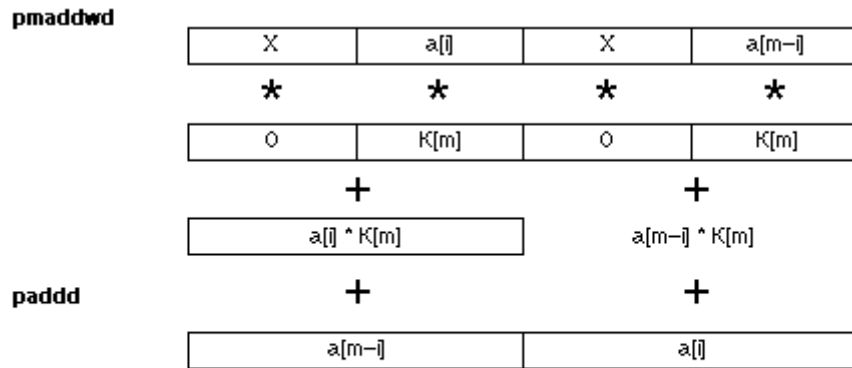 pmaddwd
X a[i] X a[m-i]
* * * *
0 K[m] 0 K[m]
+ +
a[i] * K[m] a[m-i] * K[m]
paddd + +
a[m-i] a[i]